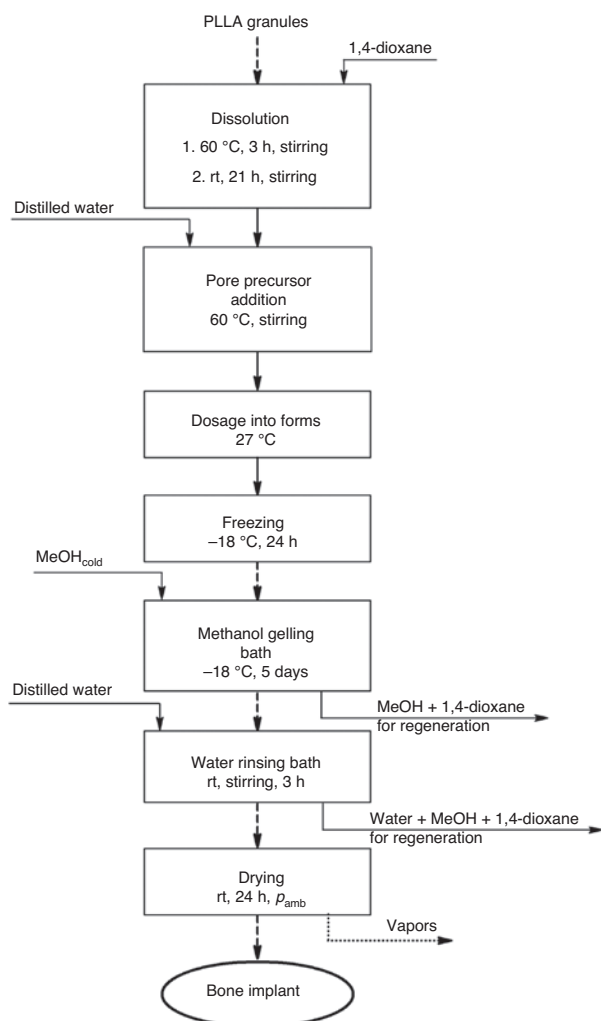 PLLA granules
1,4-dioxane
Dissolution
1. 60 °C, 3 h, stirring
2. rt, 21 h, stirring
Distilled water
Pore precursor
addition
60 °C, stirring
Dosage into forms
27 °C
Freezing
–18 °C, 24 h
MeOHcold
Methanol gelling
bath
–18 °C, 5 days
Distilled water
MeOH + 1,4-dioxane
for regeneration
Water rinsing bath
rt, stirring, 3 h
Water + MeOH + 1,4-dioxane
for regeneration
Drying
rt, 24 h, pamb
Vapors
Bone implant